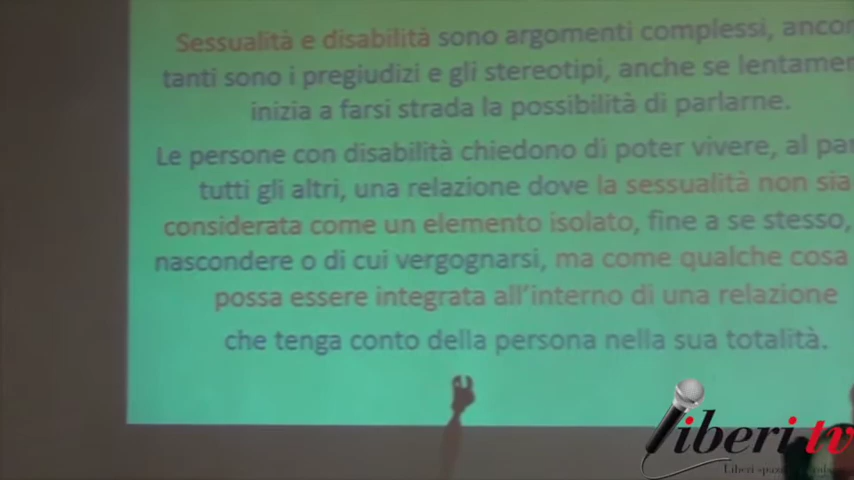 Sessualità e disabilità sono argomenti complessi,
tanti sono i pregiudizi e gli stereotipi, anche se
inizia a farsi strada la possibilità di parlarne.
Le persone con disabilità chiedono di poter vivere, al
tutti gli altri, una relazione dove la sessualità non sia
considerata come un elemento isolato, fine a se stesso,
nascondere o di cui vergognarsi, ma come qualche cosa
possa essere integrata all'interno di una relazione
che tenga conto della persona nella sua totalità.
liberi.tv